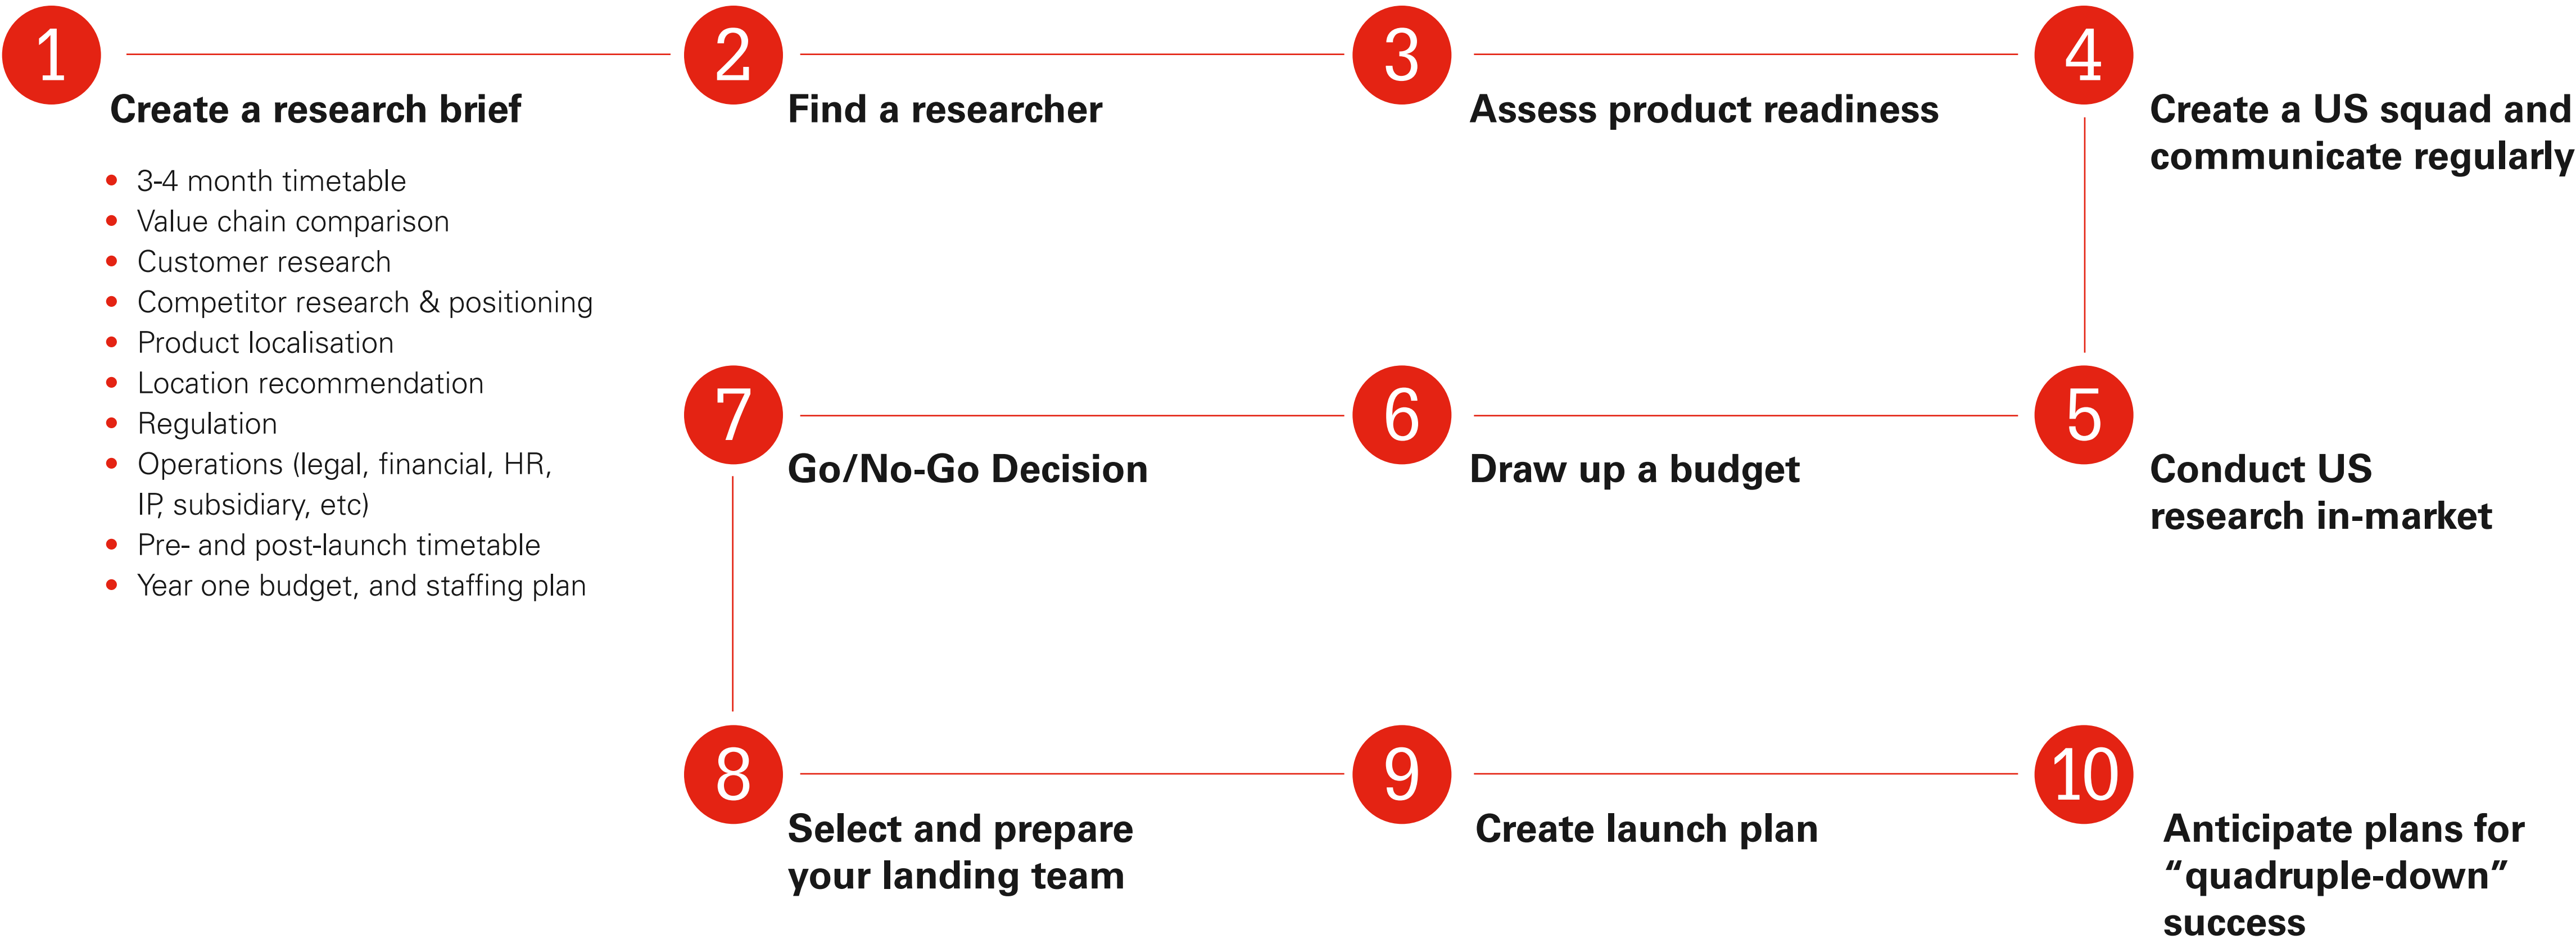 1
Create a research brief
• 3-4 month timetable
• Value chain comparison
• Customer research
• Competitor research & positioning
• Product localisation
• Location recommendation
• Regulation
• Operations (legal, financial, HR,
IP, subsidiary, etc)
• Pre- and post-launch timetable
• Year one budget, and staffing plan
2
Find a researcher
3
Assess product readiness
4
Create a US squad and
communicate regularly
5
Conduct US
research in-market
6
Draw up a budget
7
Go/No-Go Decision
8
Select and prepare
your landing team
9
Create launch plan
10
Anticipate plans for
“quadruple-down”
success